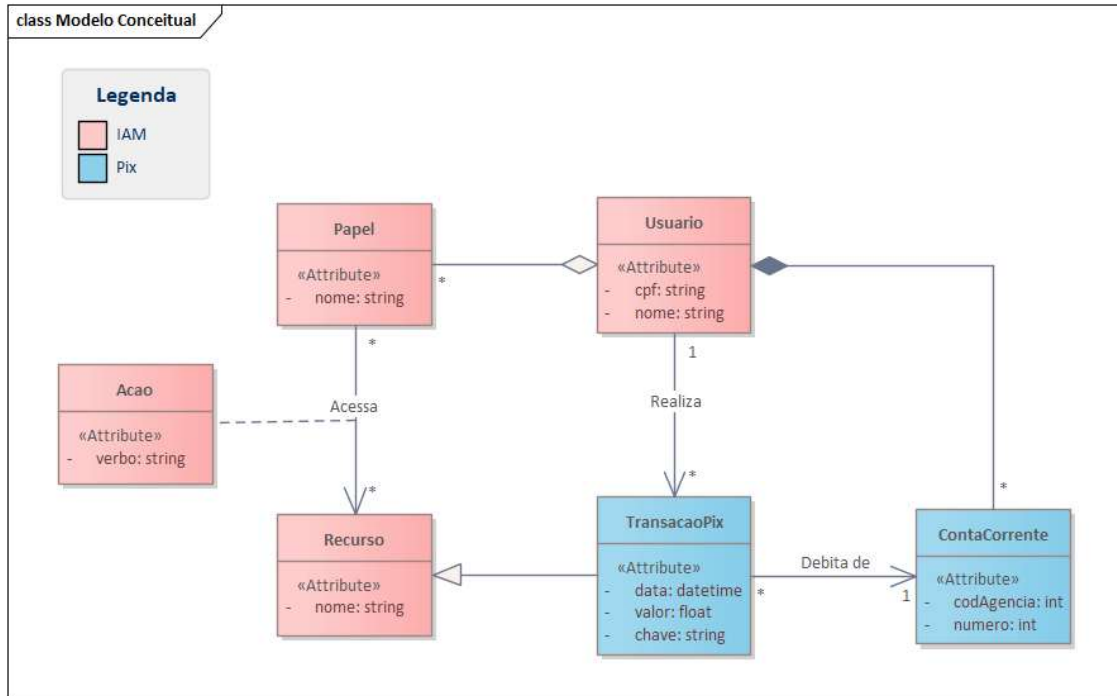 class Modelo Conceitual
Legenda
IAM
Pix
Papel
«Attribute»
- nome: string
*
Usuario
«Attribute»
- cpf: string
- nome: string
*
1
Acao
«Attribute»
- verbo: string
Acessa
Realiza
*
*
*
Recurso
«Attribute»
- nome: string
TransacaoPix
«Attribute»
- data: datetime
- valor: float
- chave: string
Debita de
*
1
ContaCorrente
«Attribute»
- codAgencia: int
- numero: int